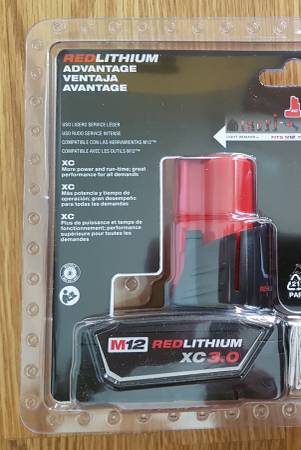 REDLITHIUM
ADVANTAGE
VENTAJA
AVANTAGE
USO LIGERO SERVICE LÉGER
USO RUDO SERVICE INTENSE
COMPATIBLE CON LAS HERRAMIENTAS M12™
COMPATIBLE AVEC LES OUTILS M12™
FITS
XC
More power and run-time; great
performance for all demands
XC
Más potencia y tiempo de
operación; gran desempeño
para todas las demandas
XC
Plus de puissance et temps de
fonctionnement; performance
supérieure pour toutes les
demandes
21
PAP
M12 REDLITHIUM
XC3.0